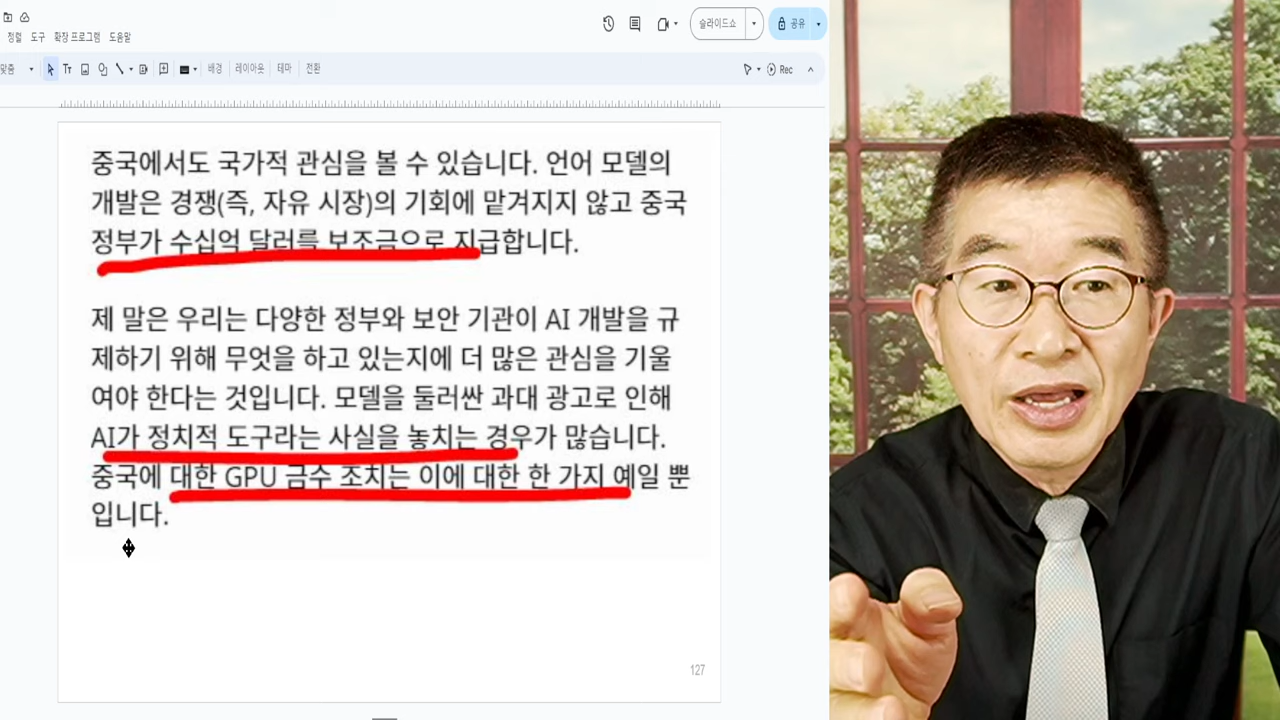 정렬 도구 확장 프로그램 도움말
슬라이드쇼
공유
맞춤
Tт
배경 레이아웃 테마 전환
Rec
중국에서도 국가적 관심을 볼 수 있습니다. 언어 모델의
개발은 경쟁(즉, 자유 시장)의 기회에 맡겨지지 않고 중국
정부가 수십억 달러를 보조금으로 지급합니다.
제 말은 우리는 다양한 정부와 보안 기관이 AI 개발을 규
제하기 위해 무엇을 하고 있는지에 더 많은 관심을 기울
여야 한다는 것입니다. 모델을 둘러싼 과대 광고로 인해
AI가 정치적 도구라는 사실을 놓치는 경우가 많습니다.
중국에 대한 GPU 금수 조치는 이에 대한 한 가지 예일 뿐
입니다.
127